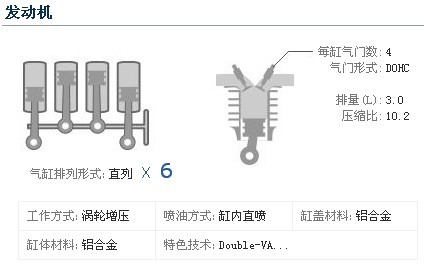 发动机
每缸气门数: 4
气门形式: DOHC
排量(L): 3.0
压缩比: 10.2
气缸排列形式: 直列 X 6
工作方式: 涡轮增压 喷油方式: 缸内直喷 缸盖材料: 铝合金
缸体材料: 铝合金 特色技术: Double-VA...